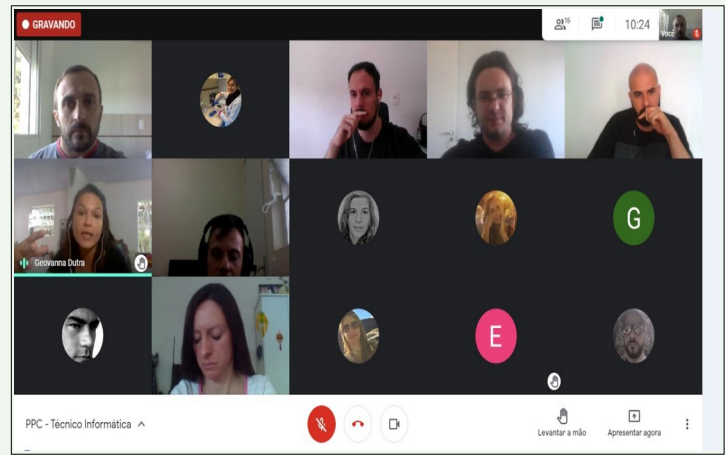 GRAVANDO
15
10:24
Você
Geovanna Dutra
G
E
PPC - Técnico Informática
Levantar a mão
Apresentar agora